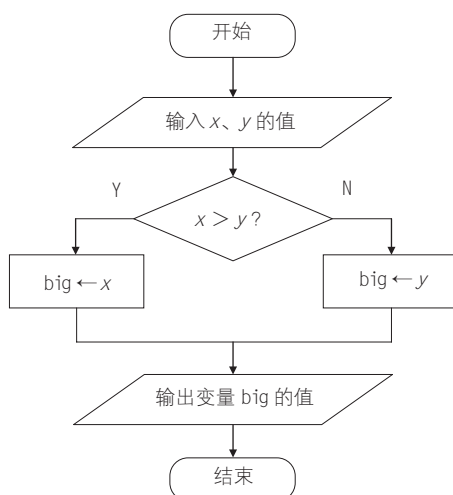 开始
输入 x、y 的值
Y
N
x > y?
big ← x
big ← y
输出变量 big 的值
结束